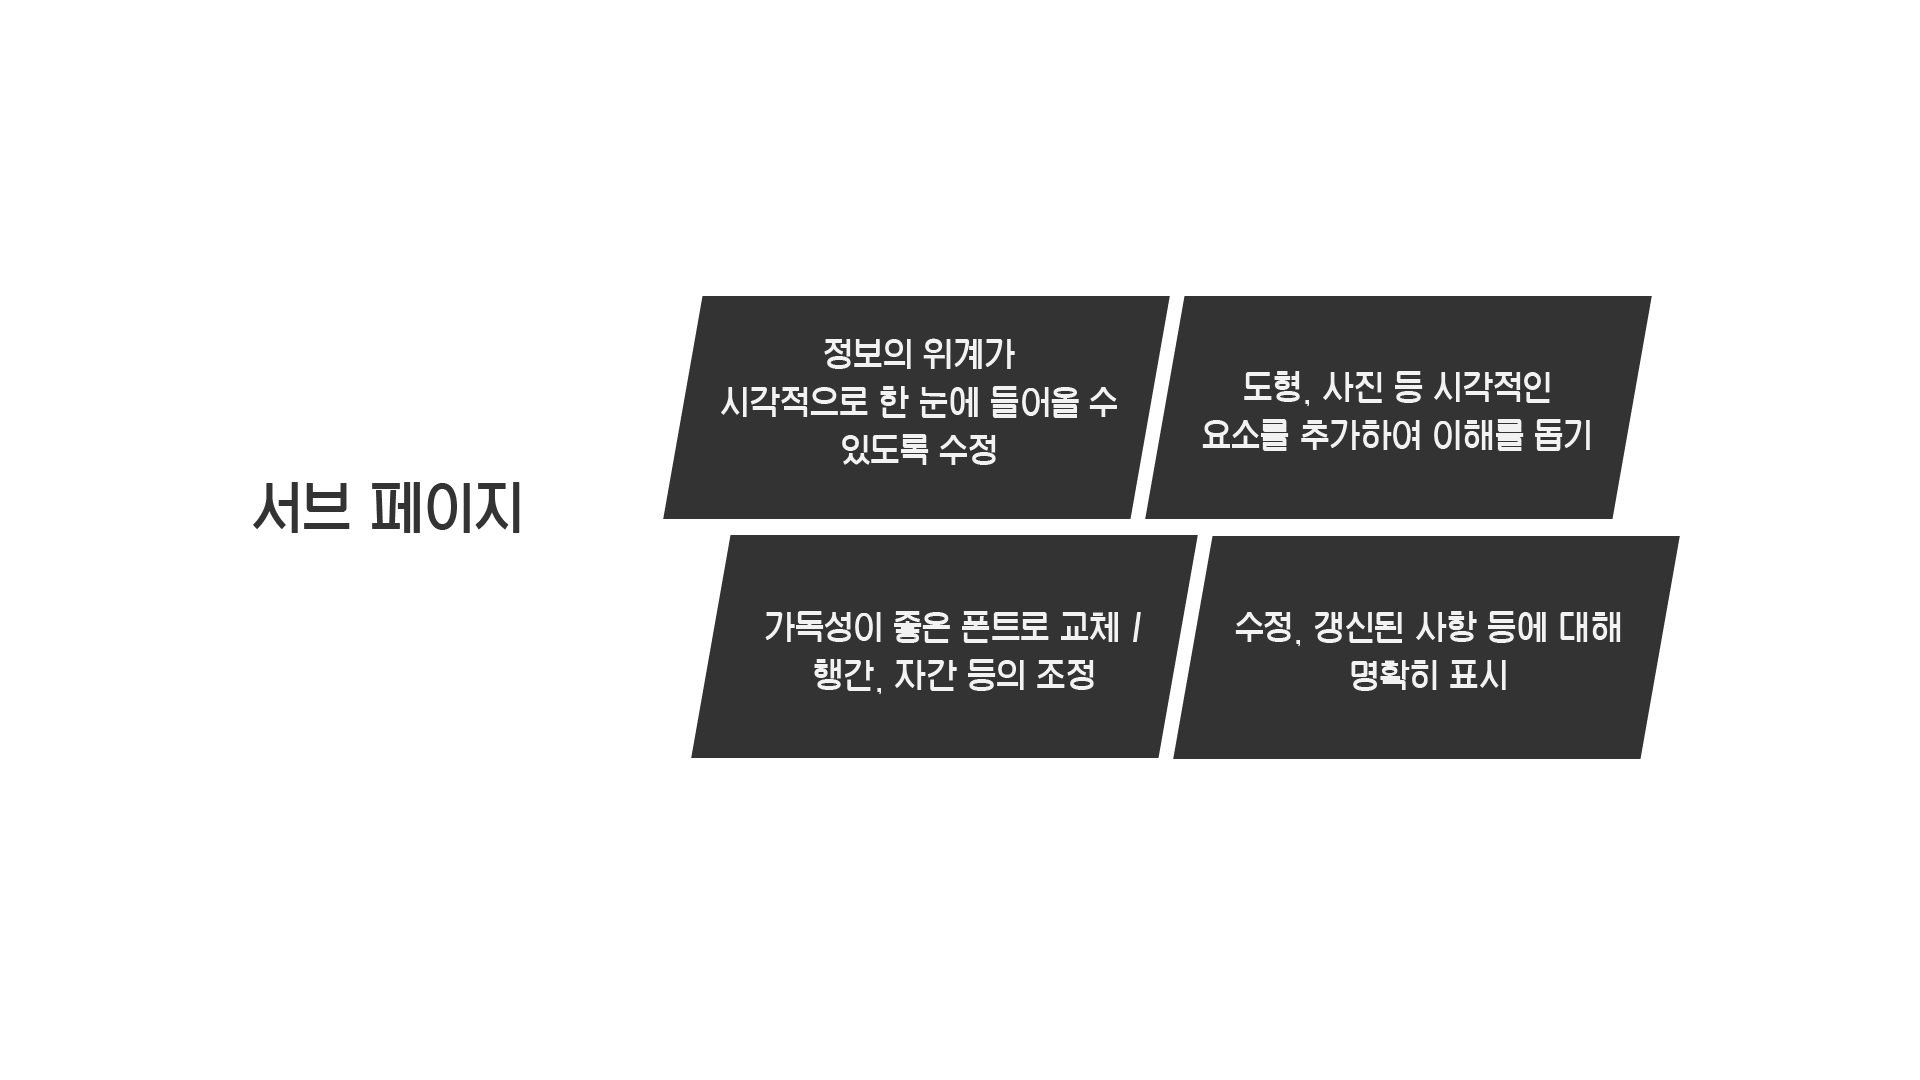 서브 페이지
정보의 위계가
시각적으로 한 눈에 들어올 수
있도록 수정
도형, 사진 등 시각적인
요소를 추가하여 이해를 돕기
가독성이 좋은 폰트로 교체 /
행간, 자간 등의 조정
수정, 갱신된 사항 등에 대해
명확히 표시